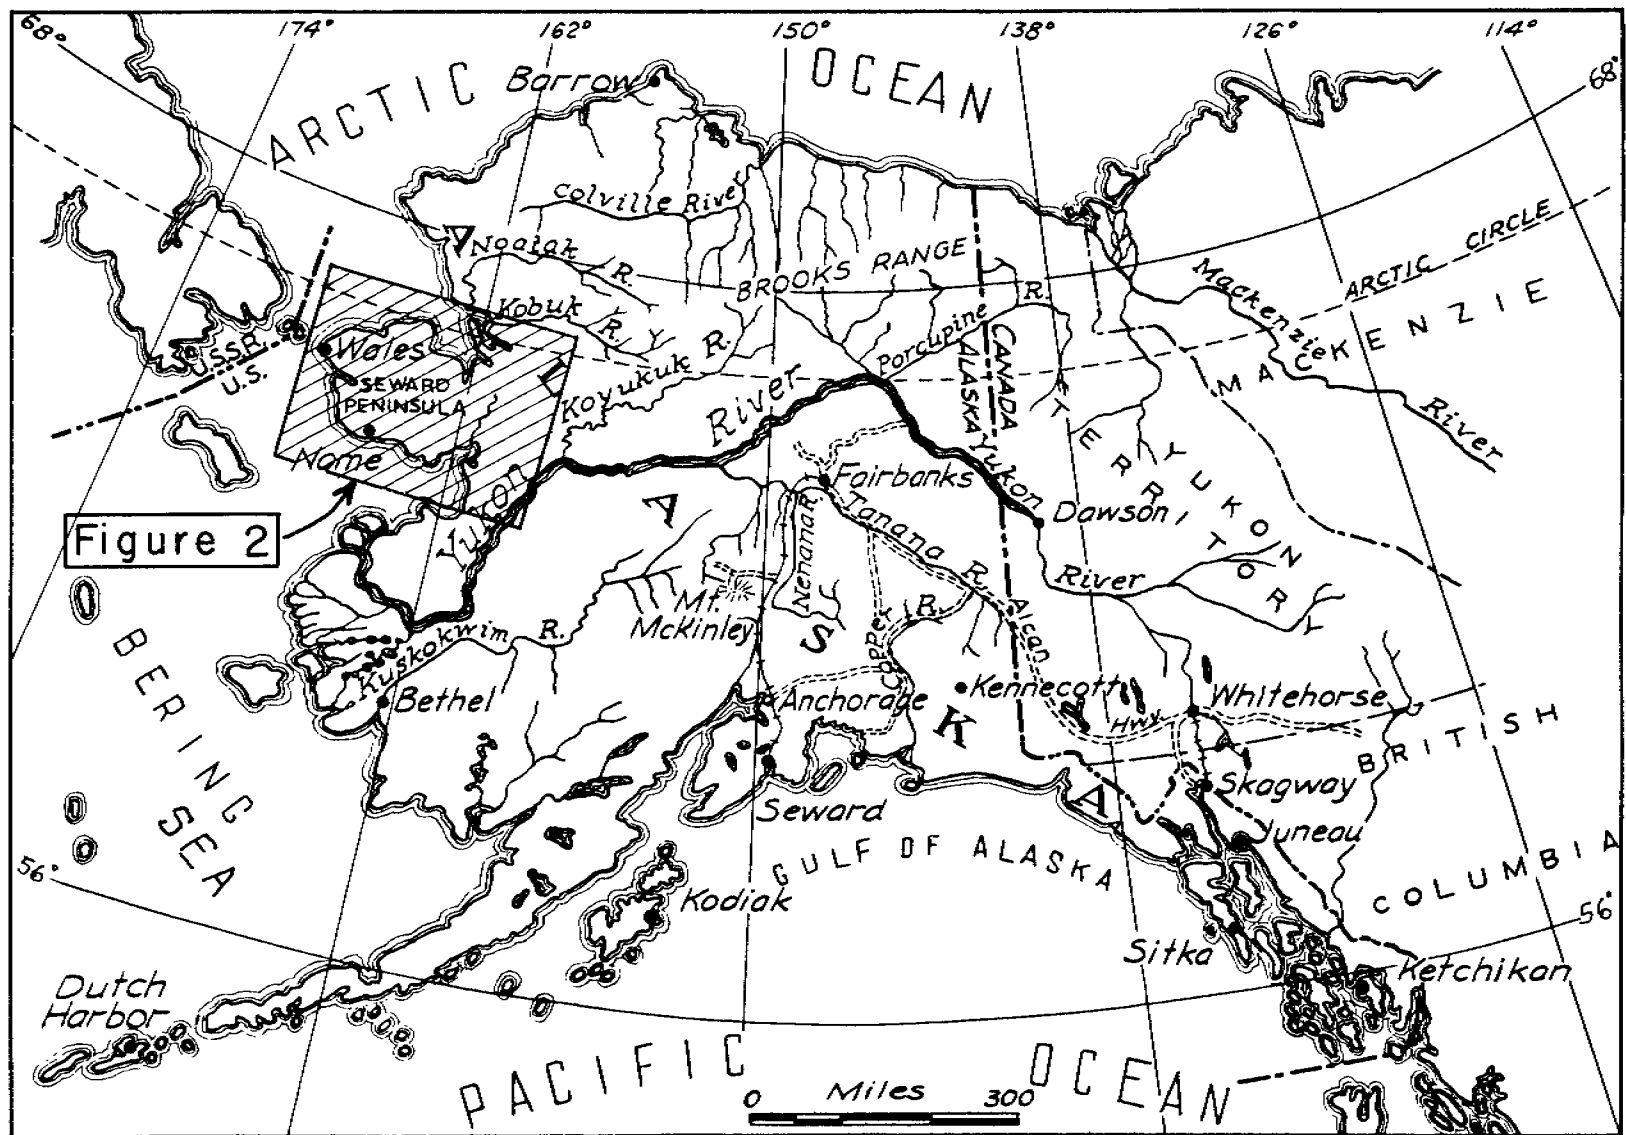 68° 174° 162° 150° 138° 126° 114°
68°
ARCTIC OCEAN
Barrow
Colville River
Noatak R.
BROOKS RANGE
ARCTIC CIRCLE
Mackenzie River
MACKENZIE
Kobuk R.
Porcupine R.
U.S.S.R.
U.S.
Wales
SEWARD
PENINSULA
Nome
Koyukuk R.
CANADA
ALASKA
Yukon River
Yukon
YUKON
TERRITORY
Figure 2
Fairbanks
Dawson
Tanana R.
Nenana R.
River
Mt.
McKinley
Copper R.
Alcan Hwy.
Kuskokwim R.
Bethel
Anchorage
Kennecott
Whitehorse
ALASKA
BERING
SEA
BRITISH
COLUMBIA
Seward
Skagway
Juneau
GULF OF ALASKA
56°
56°
Kodiak
Sitka
Ketchikan
Dutch
Harbor
PACIFIC OCEAN
0 Miles 300